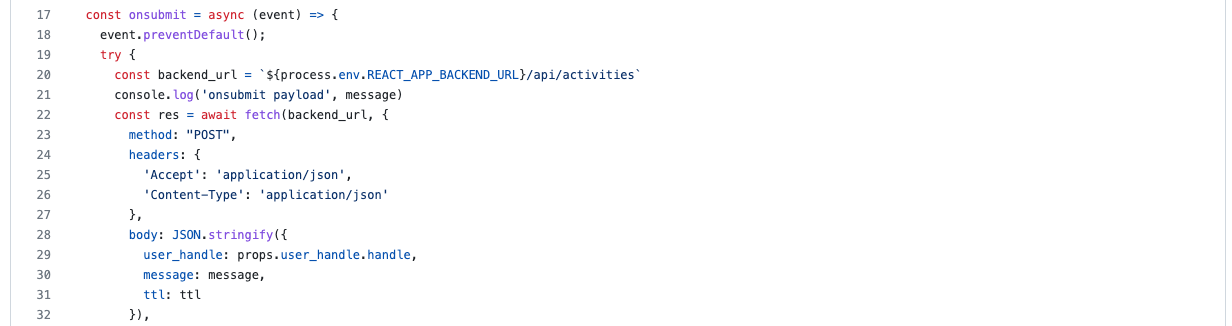 17 const onsubmit = async (event) => {
18 event.preventDefault();
19 try {
20 const backend_url = `${process.env.REACT_APP_BACKEND_URL}/api/activities`
21 console.log('onsubmit payload', message)
22 const res = await fetch(backend_url, {
23 method: "POST",
24 headers: {
25 'Accept': 'application/json',
26 'Content-Type': 'application/json'
27 },
28 body: JSON.stringify({
29 user_handle: props.user_handle.handle,
30 message: message,
31 ttl: ttl
32 }),